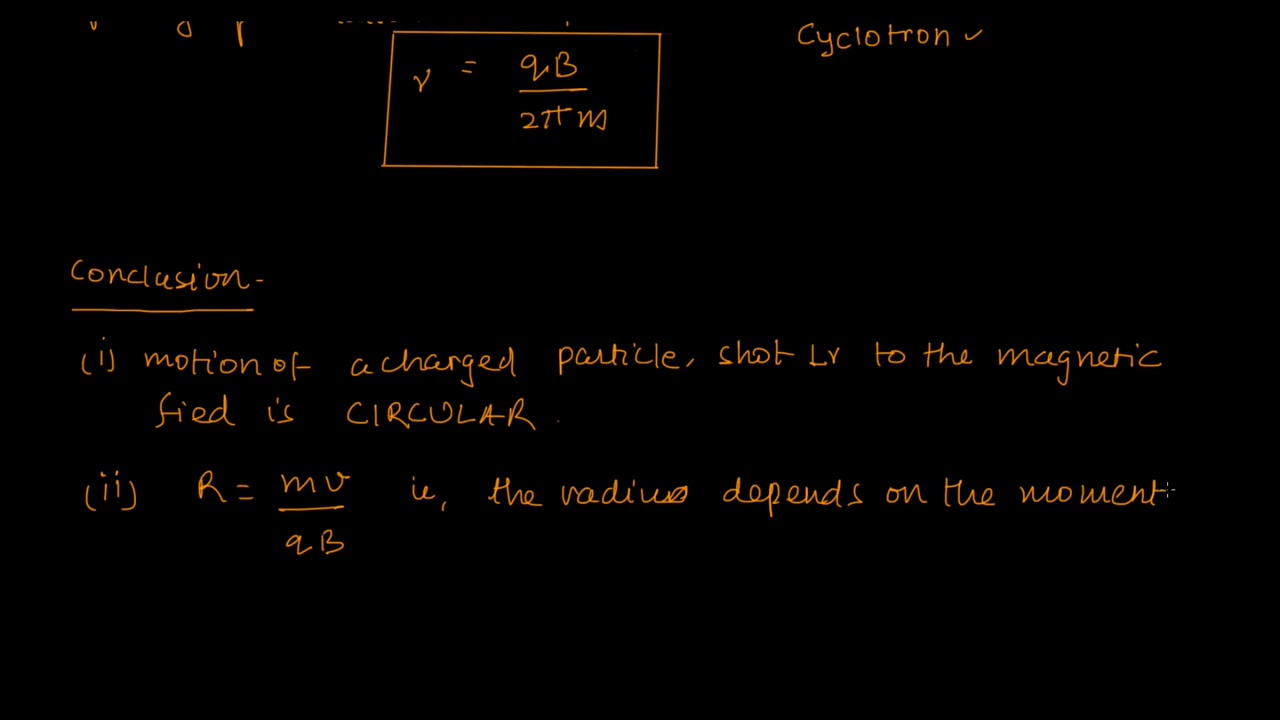 Cyclotron ✓
ν = qB / 2πm
Conclusion -
(i) motion of a charged particle, shot ⊥r to the magnetic
fied is CIRCULAR.
(ii) R = mv / qB ie, the radius depends on the moment